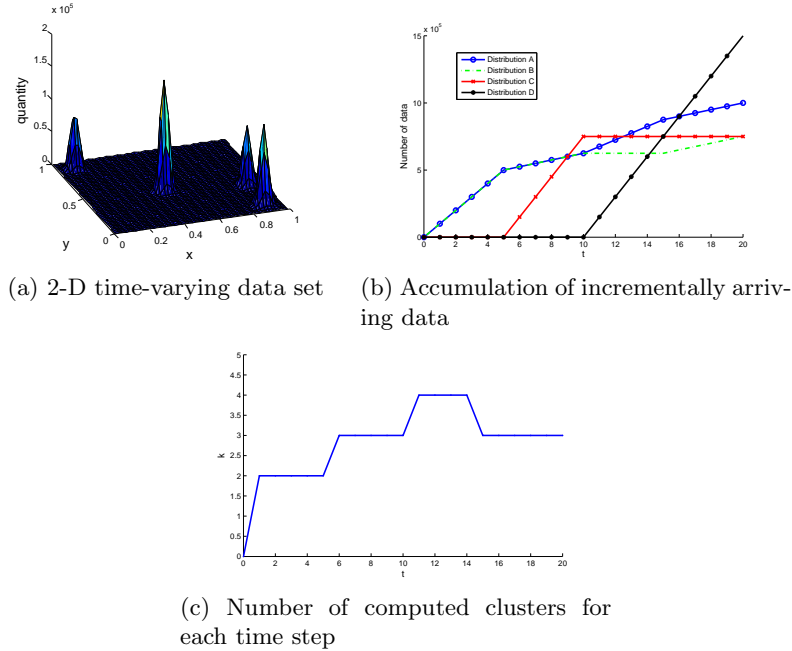 x 10^5
2
1.5
1
0.5
0
quantity
1
0.5
0
y
0
0.2
0.4
0.6
0.8
1
x
(a) 2-D time-varying data set
x 10^5
15
10
5
0
Number of data
Distribution A
Distribution B
Distribution C
Distribution D
0 2 4 6 8 10 12 14 16 18 20
t
(b) Accumulation of incrementally arriv-
ing data
5
4.5
4
3.5
3
2.5
2
1.5
1
0.5
0
k
0 2 4 6 8 10 12 14 16 18 20
t
(c) Number of computed clusters for
each time step